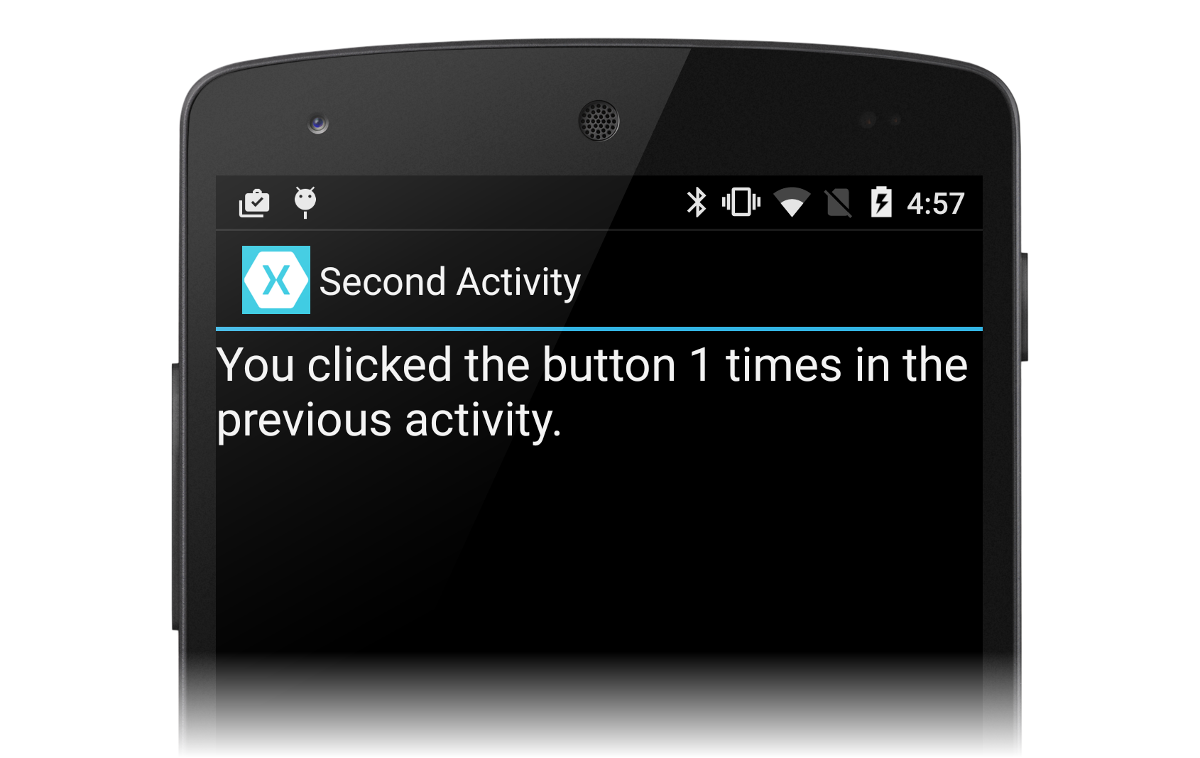 4:57
X Second Activity
You clicked the button 1 times in the
previous activity.